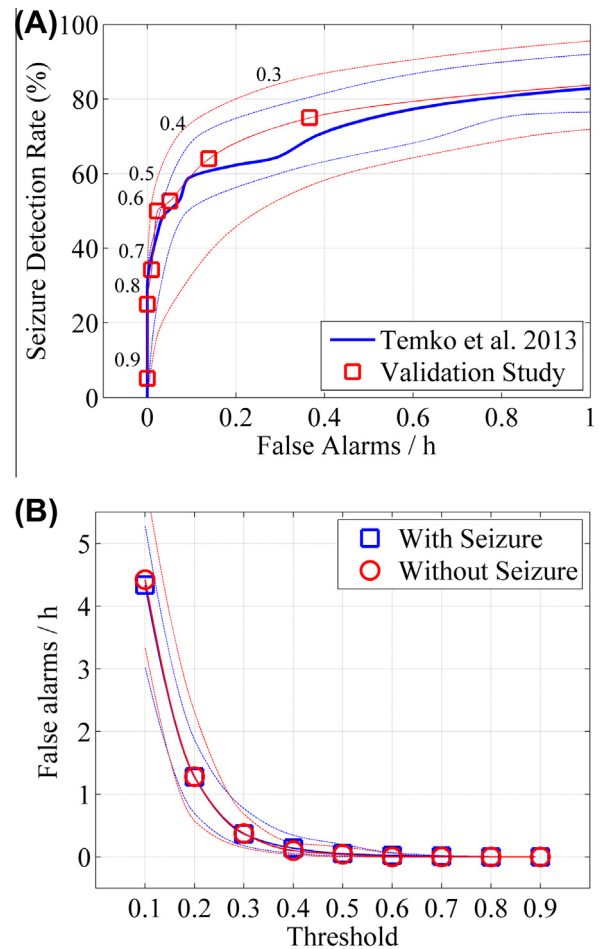 (A)
Seizure Detection Rate (%)
100
80
60
40
20
0
0.3
0.4
0.5
0.6
0.7
0.8
0.9
Temko et al. 2013
Validation Study
0 0.2 0.4 0.6 0.8 1
False Alarms / h
(B)
False alarms / h
5
4
3
2
1
0
With Seizure
Without Seizure
0.1 0.2 0.3 0.4 0.5 0.6 0.7 0.8 0.9
Threshold